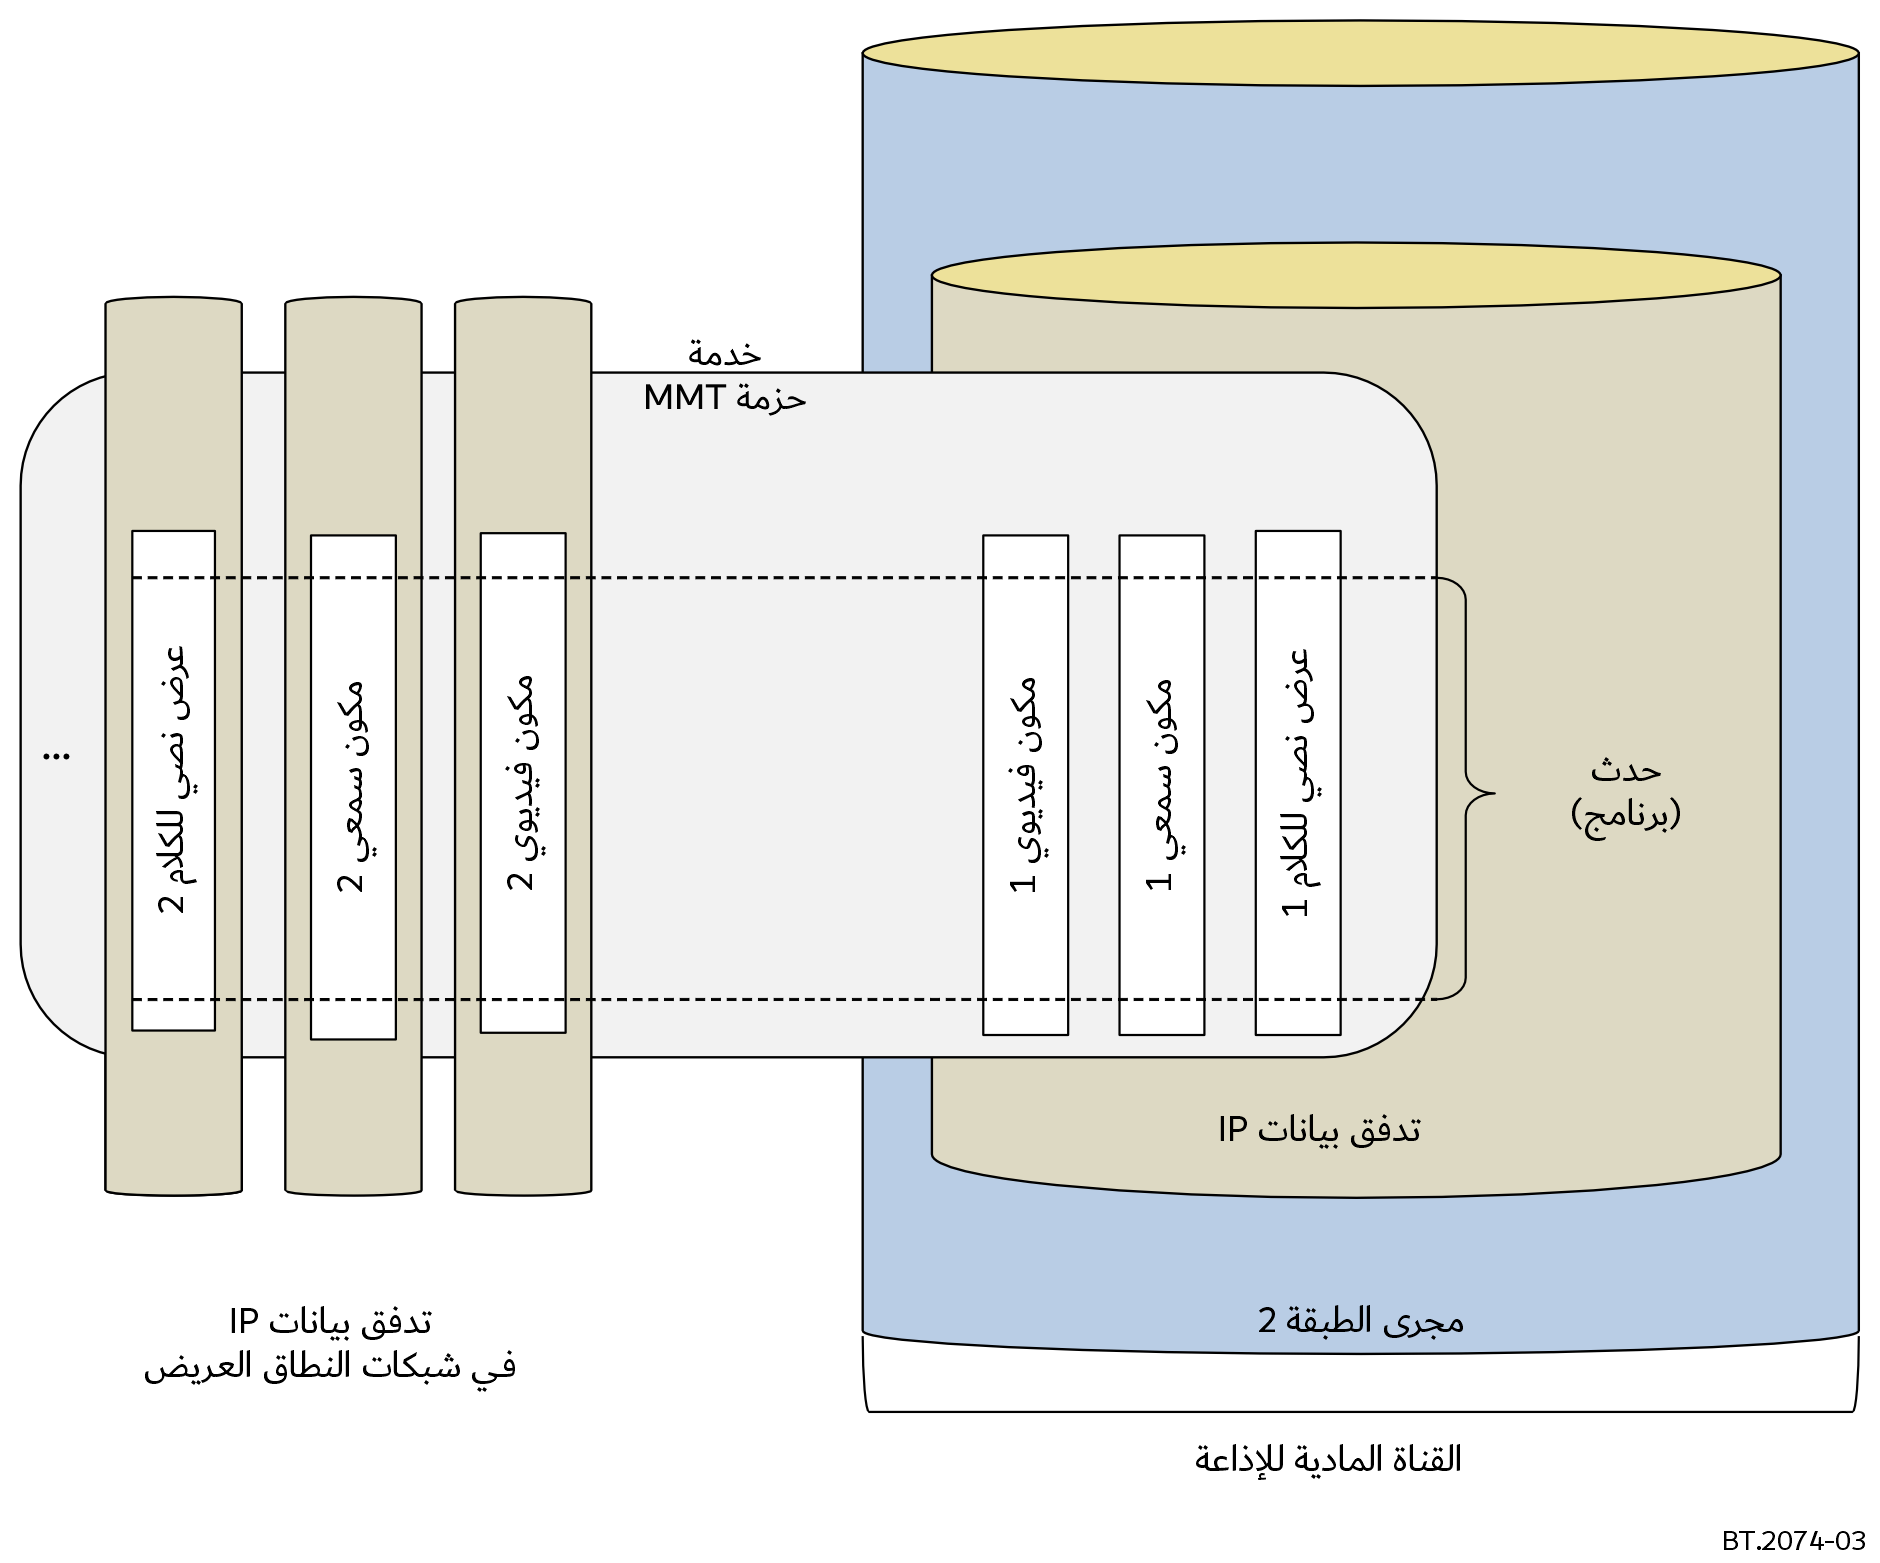 خدمة
حزمة MMT
عرض نصي للكلام 1
مكون سمعي 1
مكون فيديوي 1
مكون فيديوي 2
مكون سمعي 2
عرض نصي للكلام 2
...
حدث
(برنامج)
تدفق بيانات IP
مجرى الطبقة 2
تدفق بيانات IP
في شبكات النطاق العريض
القناة المادية للإذاعة
BT.2074-03